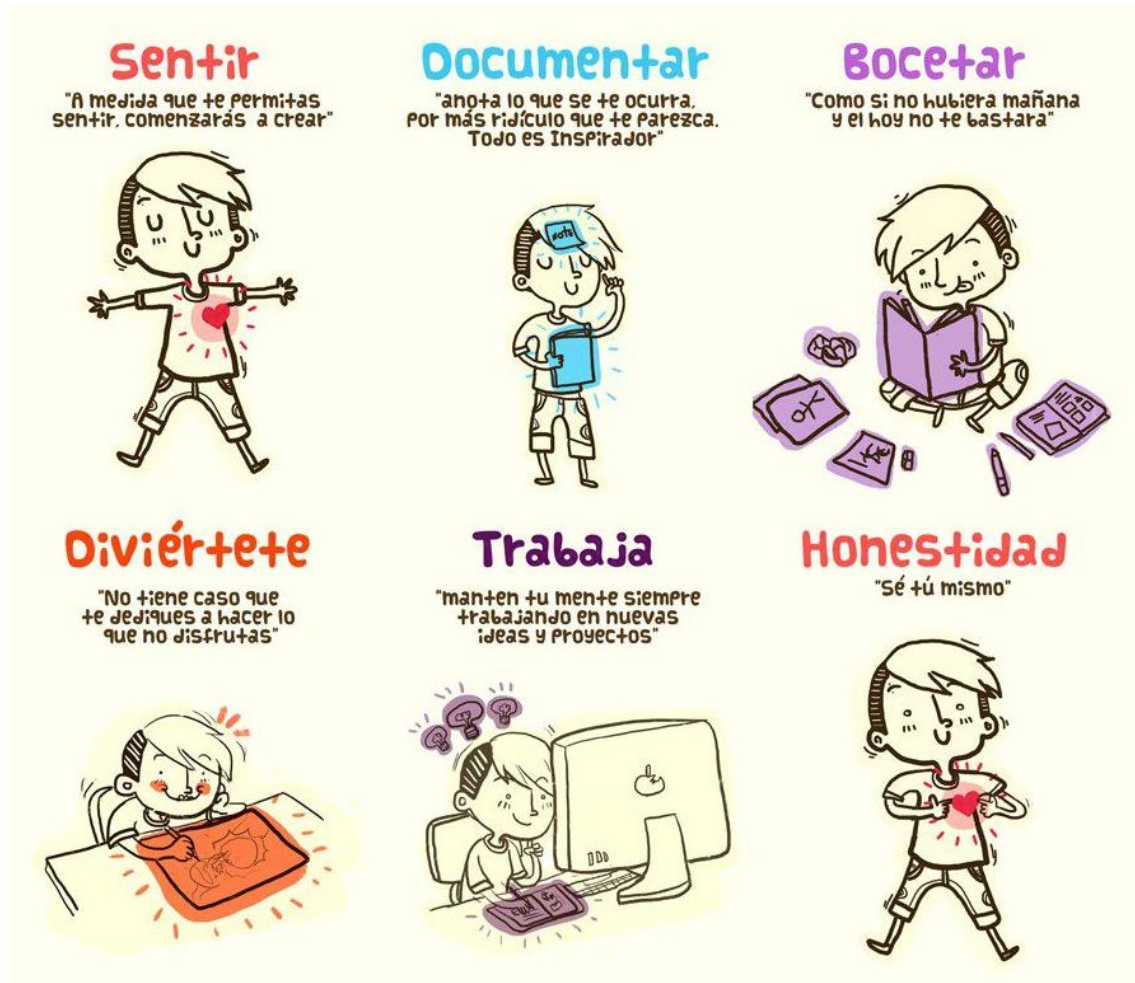 Sentir
"A medida que te permitas
sentir, comenzarás a crear"
Documentar
"anota lo que se te ocurra,
por más ridículo que te parezca.
Todo es Inspirador"
NOTE
Bocetar
"Como si no hubiera mañana
y el hoy no te bastara"
Diviértete
"No tiene caso que
te dediques a hacer lo
que no disfrutas"
Trabaja
"manten tu mente siempre
trabajando en nuevas
ideas y proyectos"
Honestidad
"Sé tú mismo"